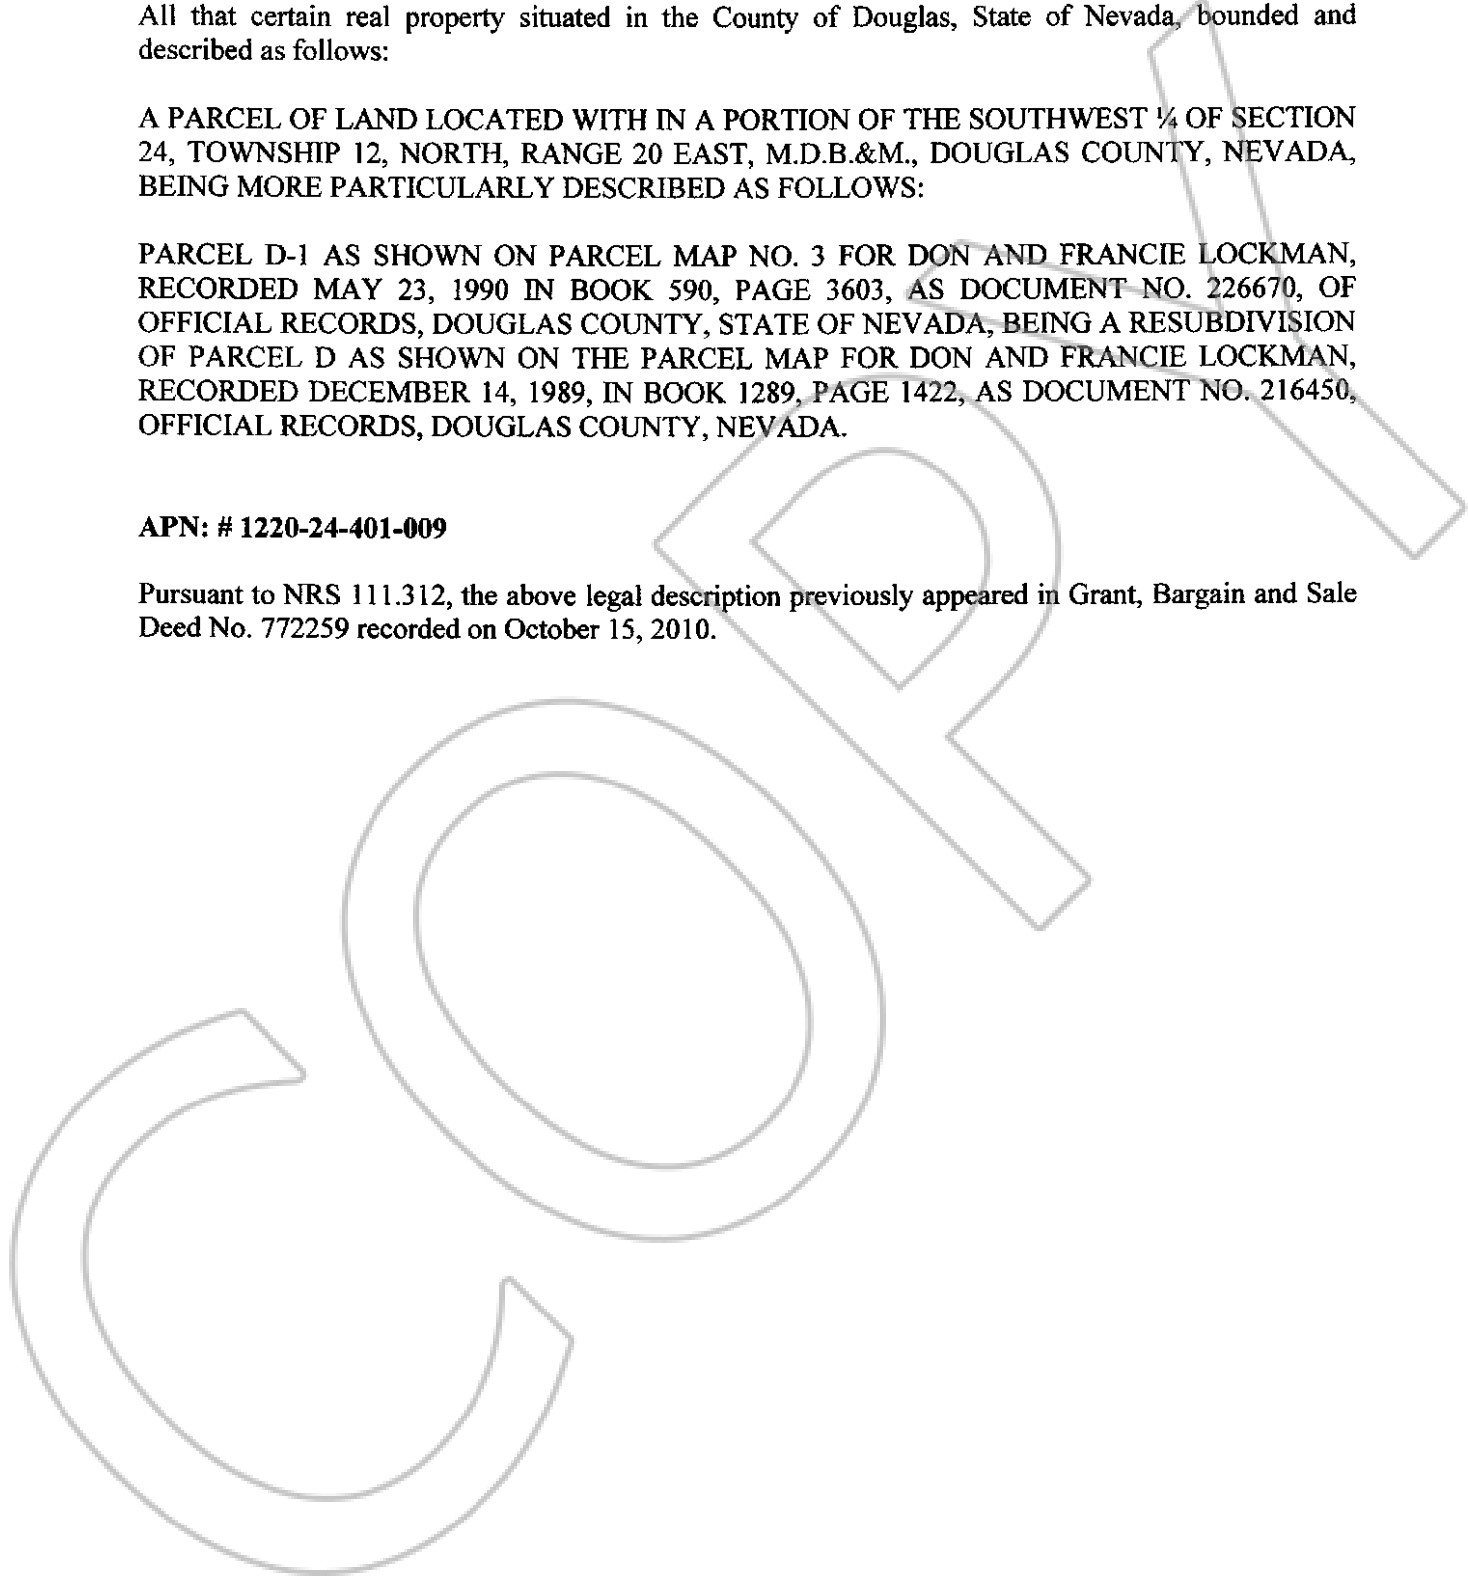 All that certain real property situated in the County of Douglas, State of Nevada, bounded and
described as follows:
A PARCEL OF LAND LOCATED WITH IN A PORTION OF THE SOUTHWEST ¼ OF SECTION
24, TOWNSHIP 12, NORTH, RANGE 20 EAST, M.D.B.&M., DOUGLAS COUNTY, NEVADA,
BEING MORE PARTICULARLY DESCRIBED AS FOLLOWS:
PARCEL D-1 AS SHOWN ON PARCEL MAP NO. 3 FOR DON AND FRANCIE LOCKMAN,
RECORDED MAY 23, 1990 IN BOOK 590, PAGE 3603, AS DOCUMENT NO. 226670, OF
OFFICIAL RECORDS, DOUGLAS COUNTY, STATE OF NEVADA, BEING A RESUBDIVISION
OF PARCEL D AS SHOWN ON THE PARCEL MAP FOR DON AND FRANCIE LOCKMAN,
RECORDED DECEMBER 14, 1989, IN BOOK 1289, PAGE 1422, AS DOCUMENT NO. 216450,
OFFICIAL RECORDS, DOUGLAS COUNTY, NEVADA.
APN: # 1220-24-401-009
Pursuant to NRS 111.312, the above legal description previously appeared in Grant, Bargain and Sale
Deed No. 772259 recorded on October 15, 2010.
COPY